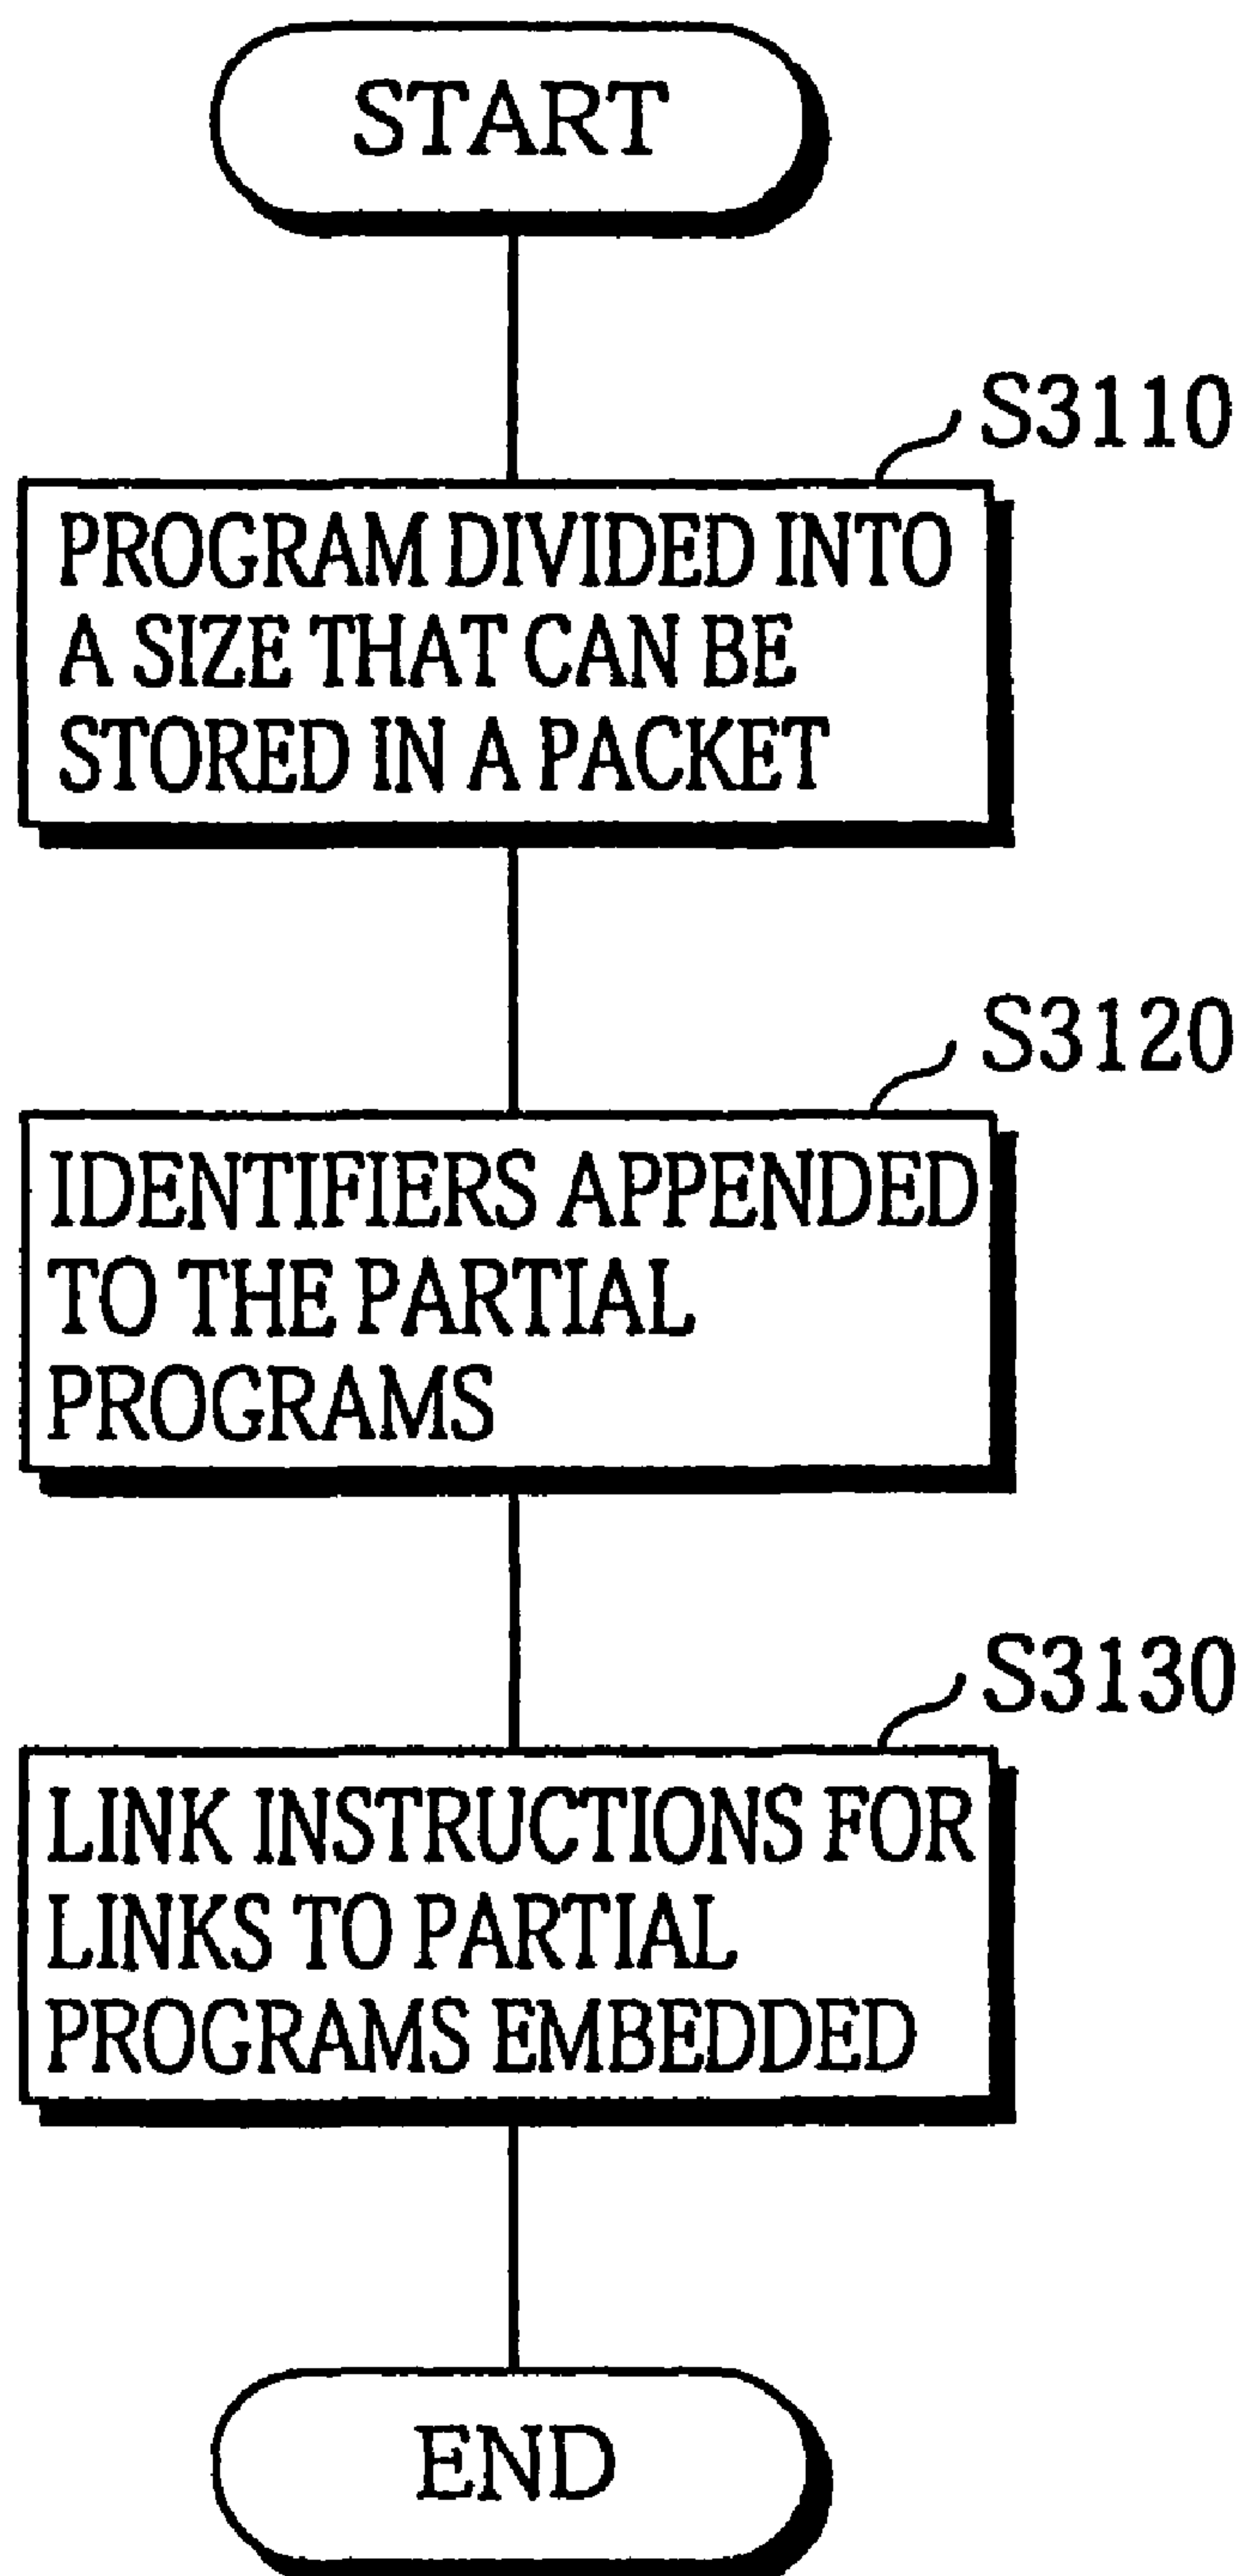 START
S3110
PROGRAM DIVIDED INTO
A SIZE THAT CAN BE
STORED IN A PACKET
S3120
IDENTIFIERS APPENDED
TO THE PARTIAL
PROGRAMS
S3130
LINK INSTRUCTIONS FOR
LINKS TO PARTIAL
PROGRAMS EMBEDDED
END